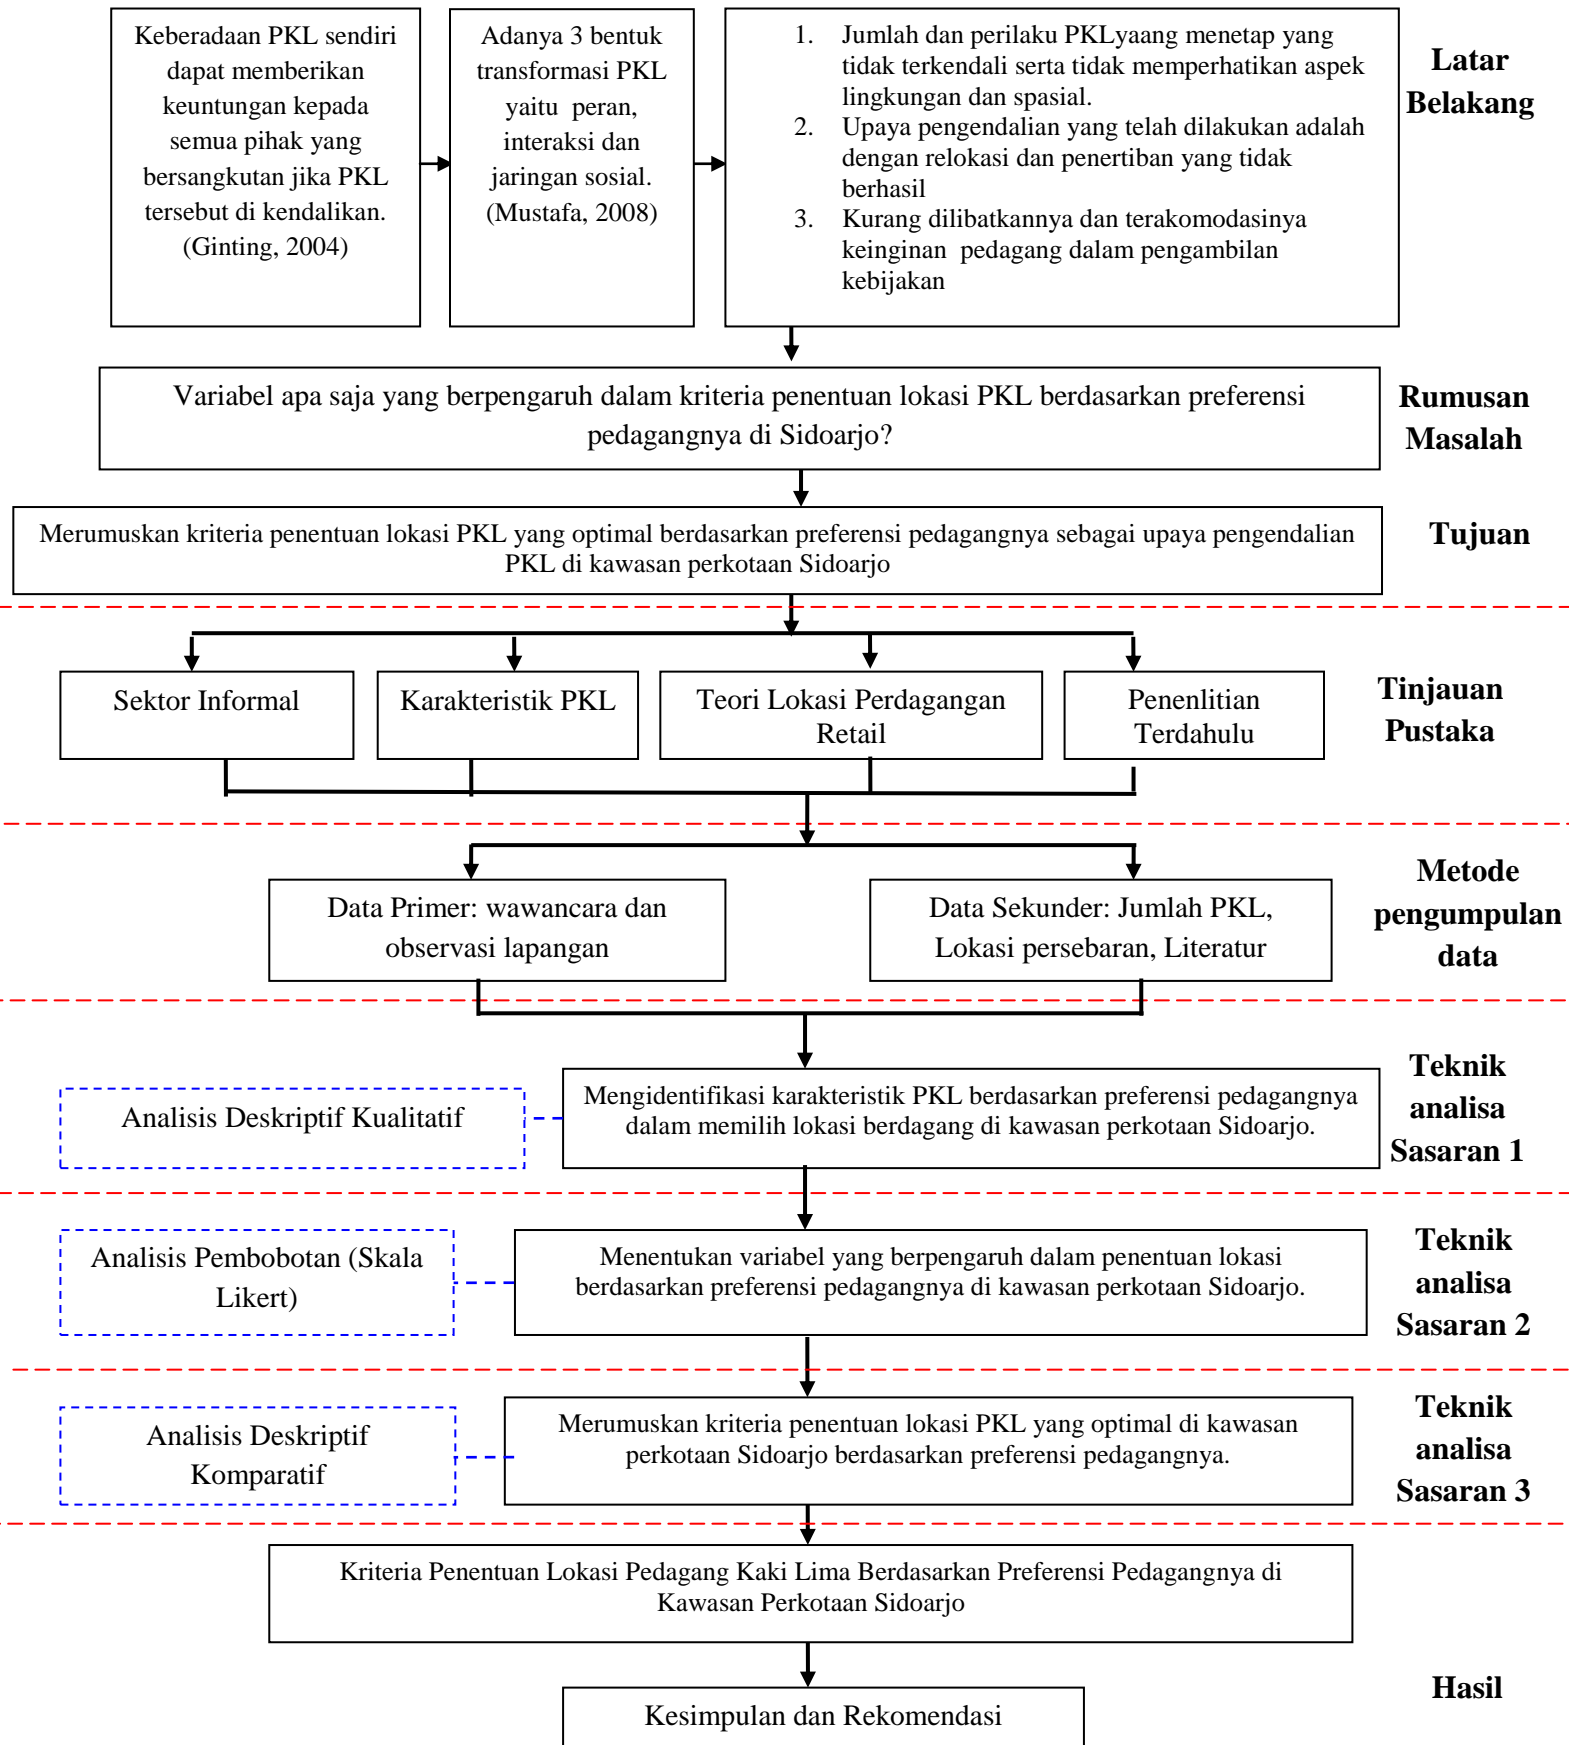 Keberadaan PKL sendiri
dapat memberikan
keuntungan kepada
semua pihak yang
bersangkutan jika PKL
tersebut di kendalikan.
(Ginting, 2004)
Adanya 3 bentuk
transformasi PKL
yaitu peran,
interaksi dan
jaringan sosial.
(Mustafa, 2008)
1. Jumlah dan perilaku PKLyaang menetap yang
tidak terkendali serta tidak memperhatikan aspek
lingkungan dan spasial.
2. Upaya pengendalian yang telah dilakukan adalah
dengan relokasi dan penertiban yang tidak
berhasil
3. Kurang dilibatkannya dan terakomodasinya
keinginan pedagang dalam pengambilan
kebijakan
Latar
Belakang
Variabel apa saja yang berpengaruh dalam kriteria penentuan lokasi PKL berdasarkan preferensi
pedagangnya di Sidoarjo?
Rumusan
Masalah
Merumuskan kriteria penentuan lokasi PKL yang optimal berdasarkan preferensi pedagangnya sebagai upaya pengendalian
PKL di kawasan perkotaan Sidoarjo
Tujuan
Sektor Informal
Karakteristik PKL
Teori Lokasi Perdagangan
Retail
Penenlitian
Terdahulu
Tinjauan
Pustaka
Data Primer: wawancara dan
observasi lapangan
Data Sekunder: Jumlah PKL,
Lokasi persebaran, Literatur
Metode
pengumpulan
data
Analisis Deskriptif Kualitatif
Mengidentifikasi karakteristik PKL berdasarkan preferensi pedagangnya
dalam memilih lokasi berdagang di kawasan perkotaan Sidoarjo.
Teknik
analisa
Sasaran 1
Analisis Pembobotan (Skala
Likert)
Menentukan variabel yang berpengaruh dalam penentuan lokasi
berdasarkan preferensi pedagangnya di kawasan perkotaan Sidoarjo.
Teknik
analisa
Sasaran 2
Analisis Deskriptif
Komparatif
Merumuskan kriteria penentuan lokasi PKL yang optimal di kawasan
perkotaan Sidoarjo berdasarkan preferensi pedagangnya.
Teknik
analisa
Sasaran 3
Kriteria Penentuan Lokasi Pedagang Kaki Lima Berdasarkan Preferensi Pedagangnya di
Kawasan Perkotaan Sidoarjo
Hasil
Kesimpulan dan Rekomendasi